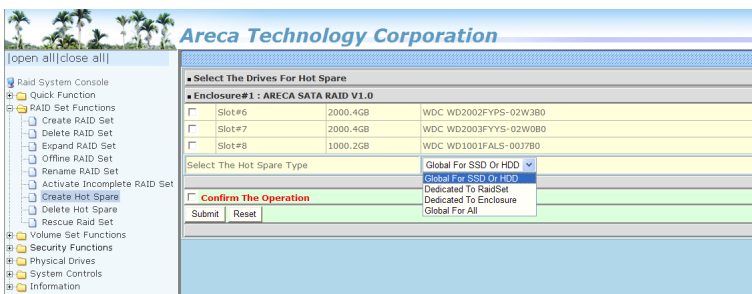 Areca Technology Corporation
|open all|close all|
Raid System Console
Quick Function
RAID Set Functions
Create RAID Set
Delete RAID Set
Expand RAID Set
Offline RAID Set
Rename RAID Set
Activate Incomplete RAID Set
Create Hot Spare
Delete Hot Spare
Rescue Raid Set
Volume Set Functions
Security Functions
Physical Drives
System Controls
Information
Select The Drives For Hot Spare
Enclosure#1 : ARECA SATA RAID V1.0
Slot#6 2000.4GB WDC WD2002FYPS-02W3B0
Slot#7 2000.4GB WDC WD2003FYYS-02W0B0
Slot#8 1000.2GB WDC WD1001FALS-00J7B0
Select The Hot Spare Type Global For SSD Or HDD
Global For SSD Or HDD
Dedicated To RaidSet
Dedicated To Enclosure
Global For All
Confirm The Operation
Submit Reset